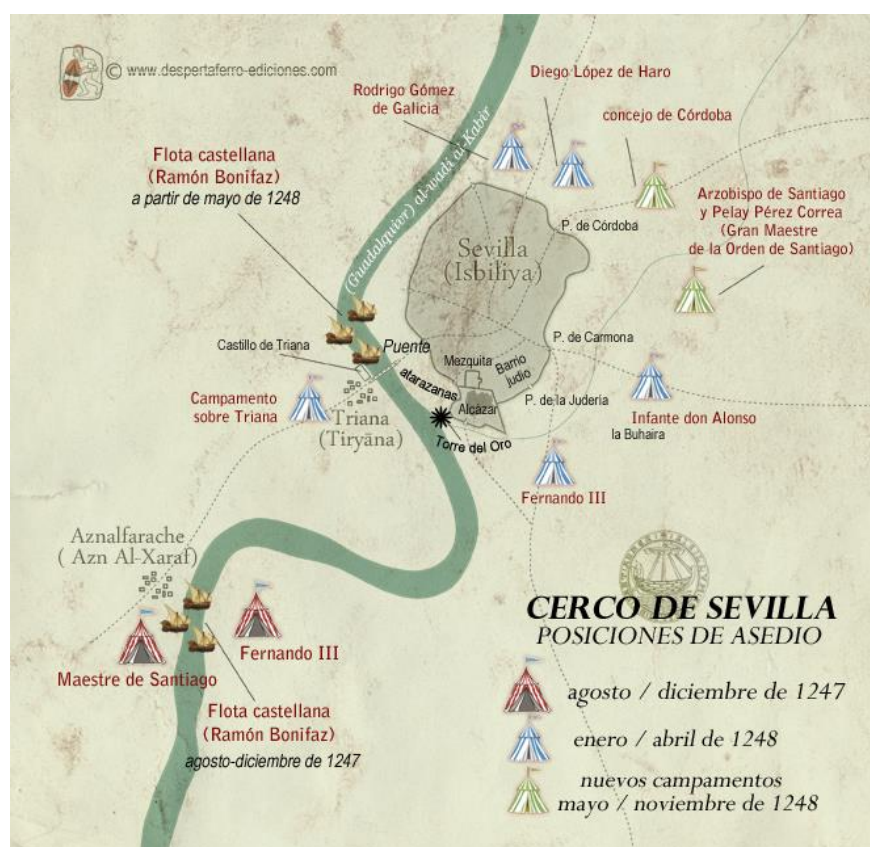 © www.despertaferro-ediciones.com
Rodrigo Gómez
de Galicia
Diego López de Haro
concejo de Córdoba
Flota castellana
(Ramón Bonifaz)
a partir de mayo de 1248
(Guadalquivr) al-wadi al-Kabir
Arzobispo de Santiago
y Pelay Pérez Correa
(Gran Maestre
de la Orden de Santiago)
P. de Córdoba
Sevilla
(Isbiliya)
Castillo de Triana
Puente
Mezquita
Barrio
judio
P. de Carmona
atarazanas
Campamento
sobre Triana
Triana
(Tiryāna)
Alcázar
P. de la Judería
Infante don Alonso
la Buhaira
Torre del Oro
Fernando III
Aznalfarache
( Azn Al-Xaraf)
Maestre de Santiago
Fernando III
Flota castellana
(Ramón Bonifaz)
agosto-diciembre de 1247
CERCO DE SEVILLA
POSICIONES DE ASEDIO
agosto / diciembre de 1247
enero / abril de 1248
nuevos campamentos
mayo / noviembre de 1248